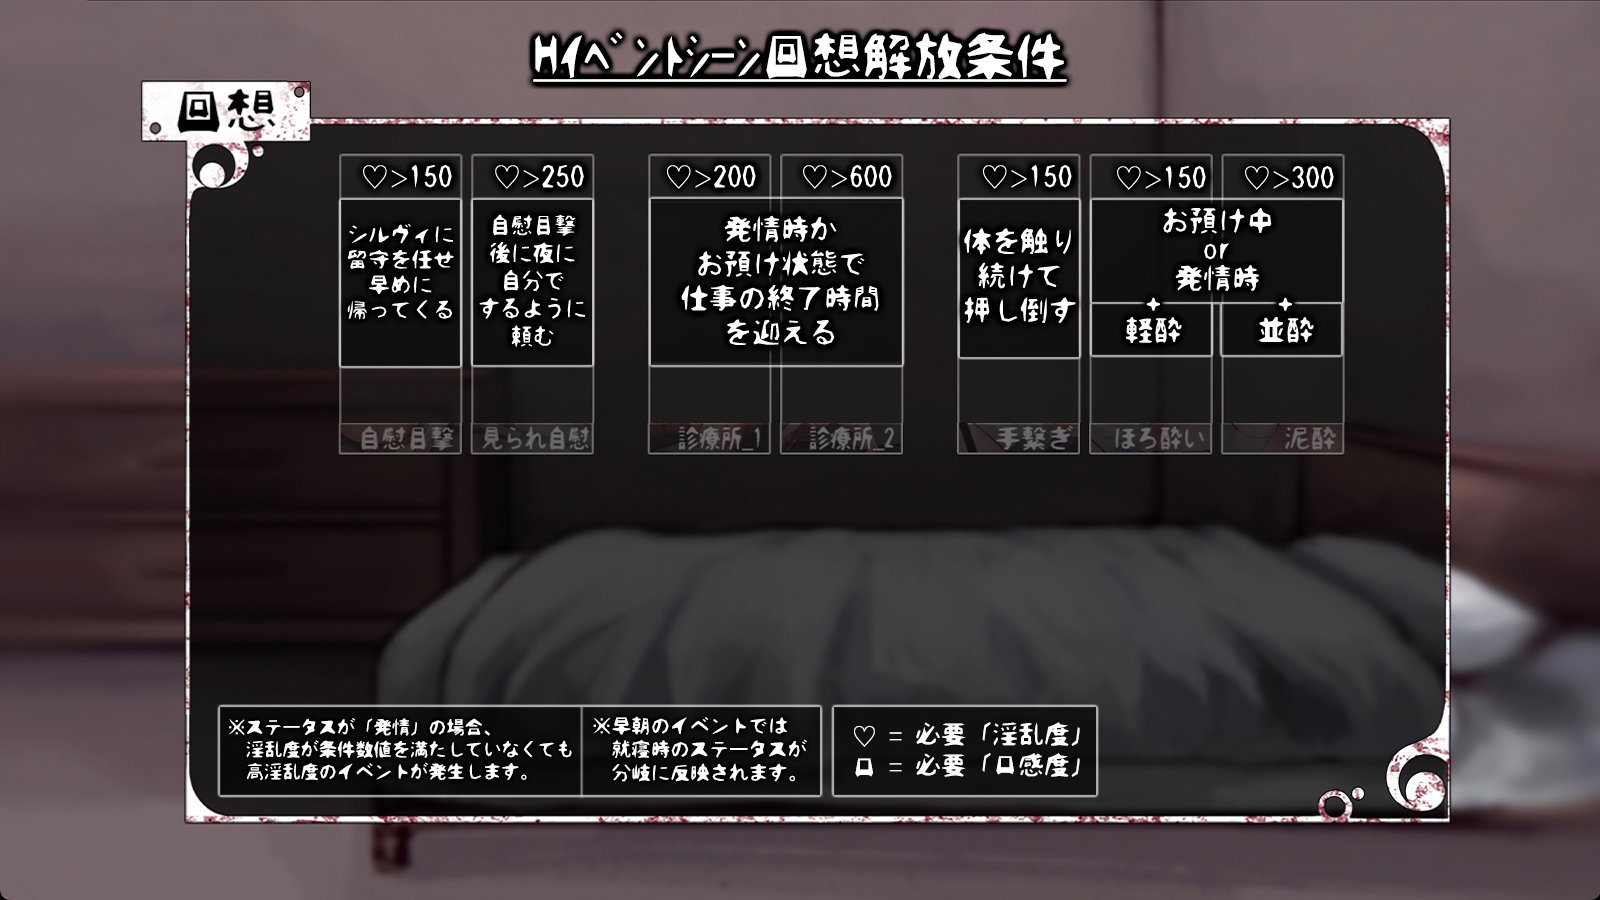 Hイベントシーン回想解放条件
回想
♡>150
♡>250
♡>200
♡>600
♡>150
♡>150
♡>300
シルヴィに
留守を任せ
早めに
帰ってくる
自慰目撃
後に夜に
自分で
するように
頼む
発情時か
お預け状態で
仕事の終了時間
を迎える
体を触り
続けて
押し倒す
お預け中
or
発情時
+
軽酔
+
並酔
自慰目撃
見られ自慰
診療所_1
診療所_2
手繋ぎ
ほろ酔い
泥酔
※ステータスが「発情」の場合、
淫乱度が条件数値を満たしていなくても
高淫乱度のイベントが発生します。
※早朝のイベントでは
就寝時のステータスが
分岐に反映されます。
♡ = 必要「淫乱度」
口 = 必要「口感度」